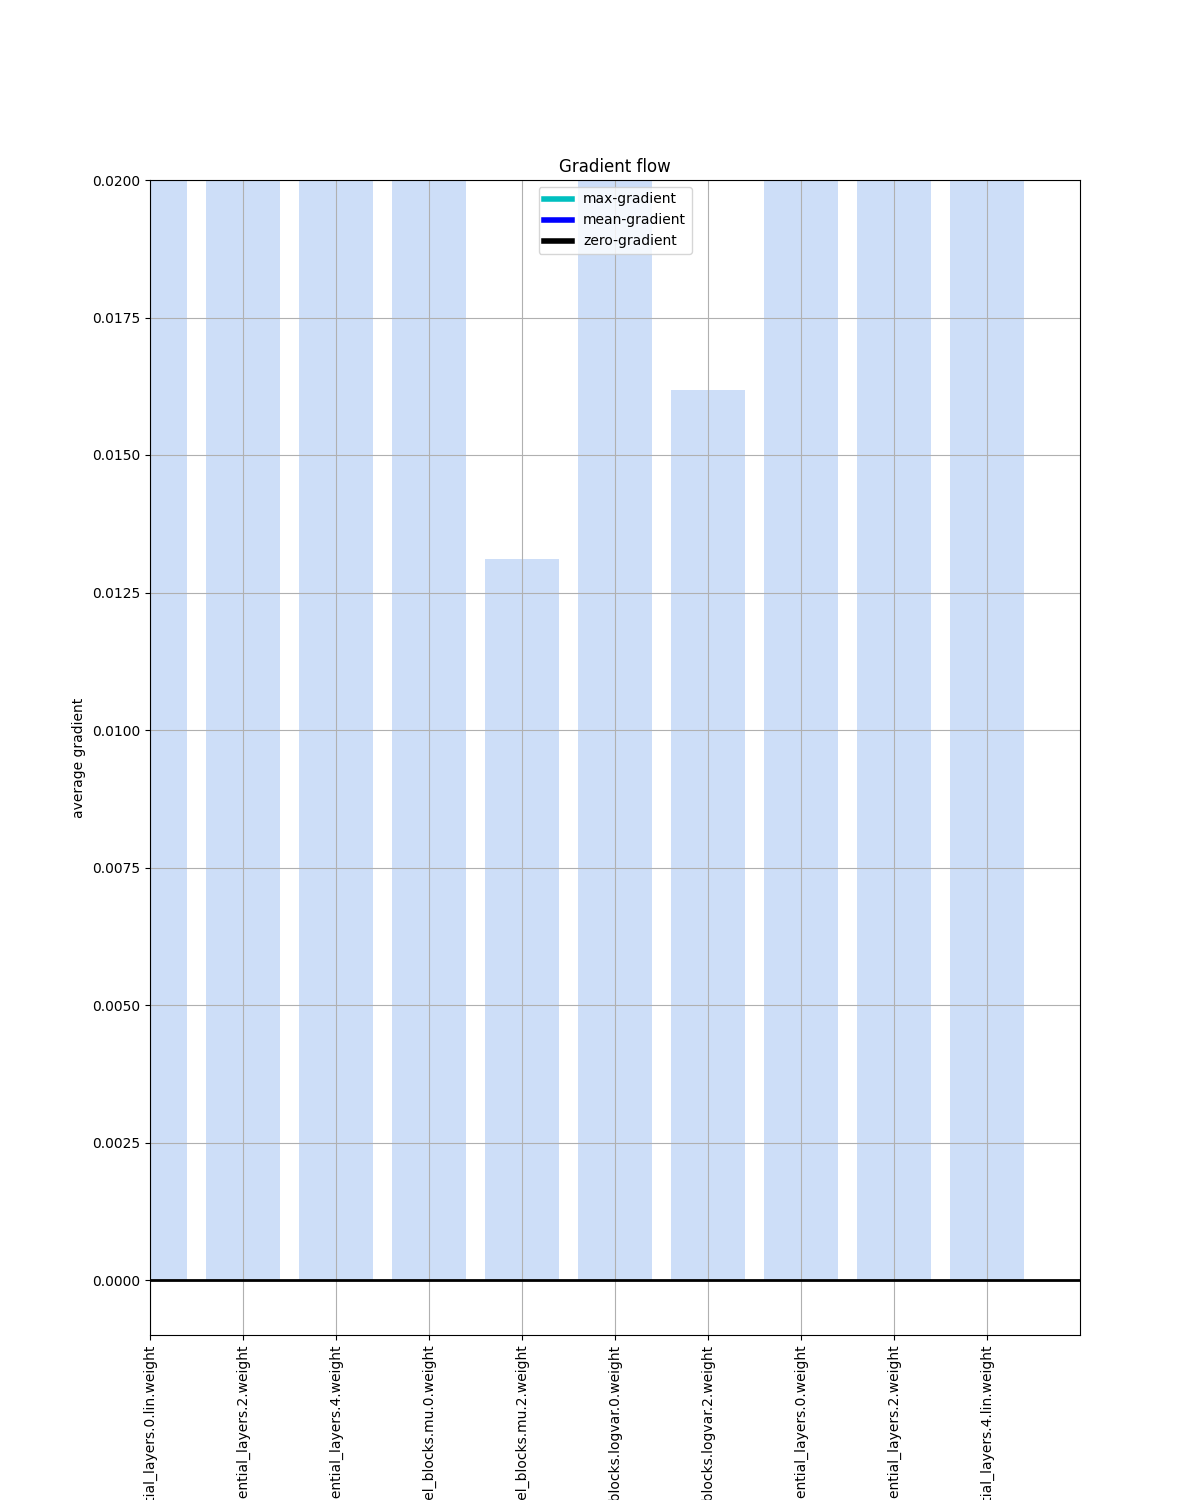 Gradient flow
max-gradient
mean-gradient
zero-gradient
0.0200
0.0175
0.0150
0.0125
0.0100
0.0075
0.0050
0.0025
0.0000
average gradient
tial_layers.0.lin.weight
ential_layers.2.weight
ential_layers.4.weight
el_blocks.mu.0.weight
el_blocks.mu.2.weight
blocks.logvar.0.weight
blocks.logvar.2.weight
ential_layers.0.weight
ential_layers.2.weight
tial_layers.4.lin.weight